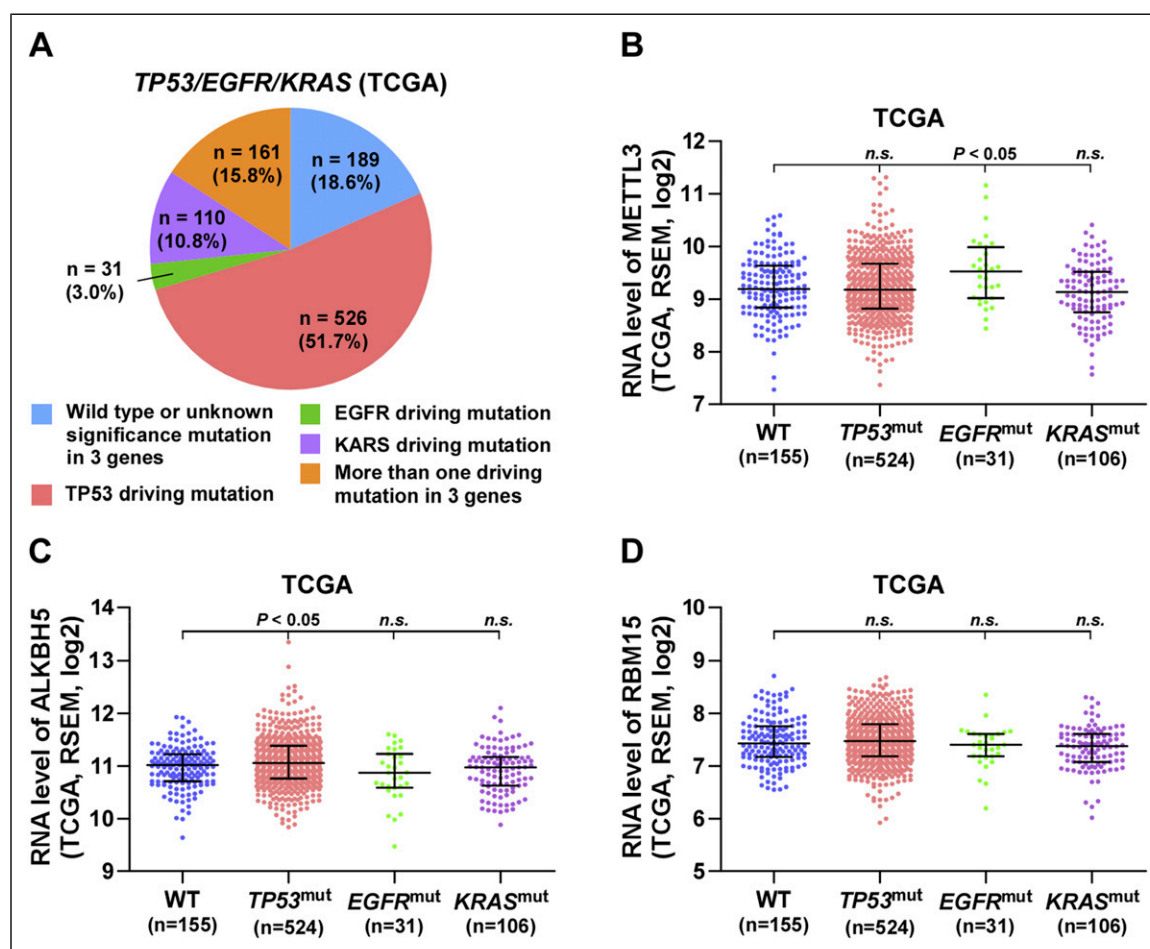 A
TP53/EGFR/KRAS (TCGA)
n = 161
(15.8%)
n = 189
(18.6%)
n = 110
(10.8%)
n = 31
(3.0%)
n = 526
(51.7%)
Wild type or unknown
significance mutation
in 3 genes
TP53 driving mutation
EGFR driving mutation
KARS driving mutation
More than one driving
mutation in 3 genes
B
TCGA
RNA level of METTL3
(TCGA, RSEM, log2)
12
11
10
9
8
7
n.s.
P < 0.05
n.s.
WT
TP53mut
EGFRmut
KRASmut
(n=155)
(n=524)
(n=31)
(n=106)
C
TCGA
RNA level of ALKBH5
(TCGA, RSEM, log2)
14
13
12
11
10
9
P < 0.05
n.s.
n.s.
WT
TP53mut
EGFRmut
KRASmut
(n=155)
(n=524)
(n=31)
(n=106)
D
TCGA
RNA level of RBM15
(TCGA, RSEM, log2)
10
9
8
7
6
5
n.s.
n.s.
n.s.
WT
TP53mut
EGFRmut
KRASmut
(n=155)
(n=524)
(n=31)
(n=106)